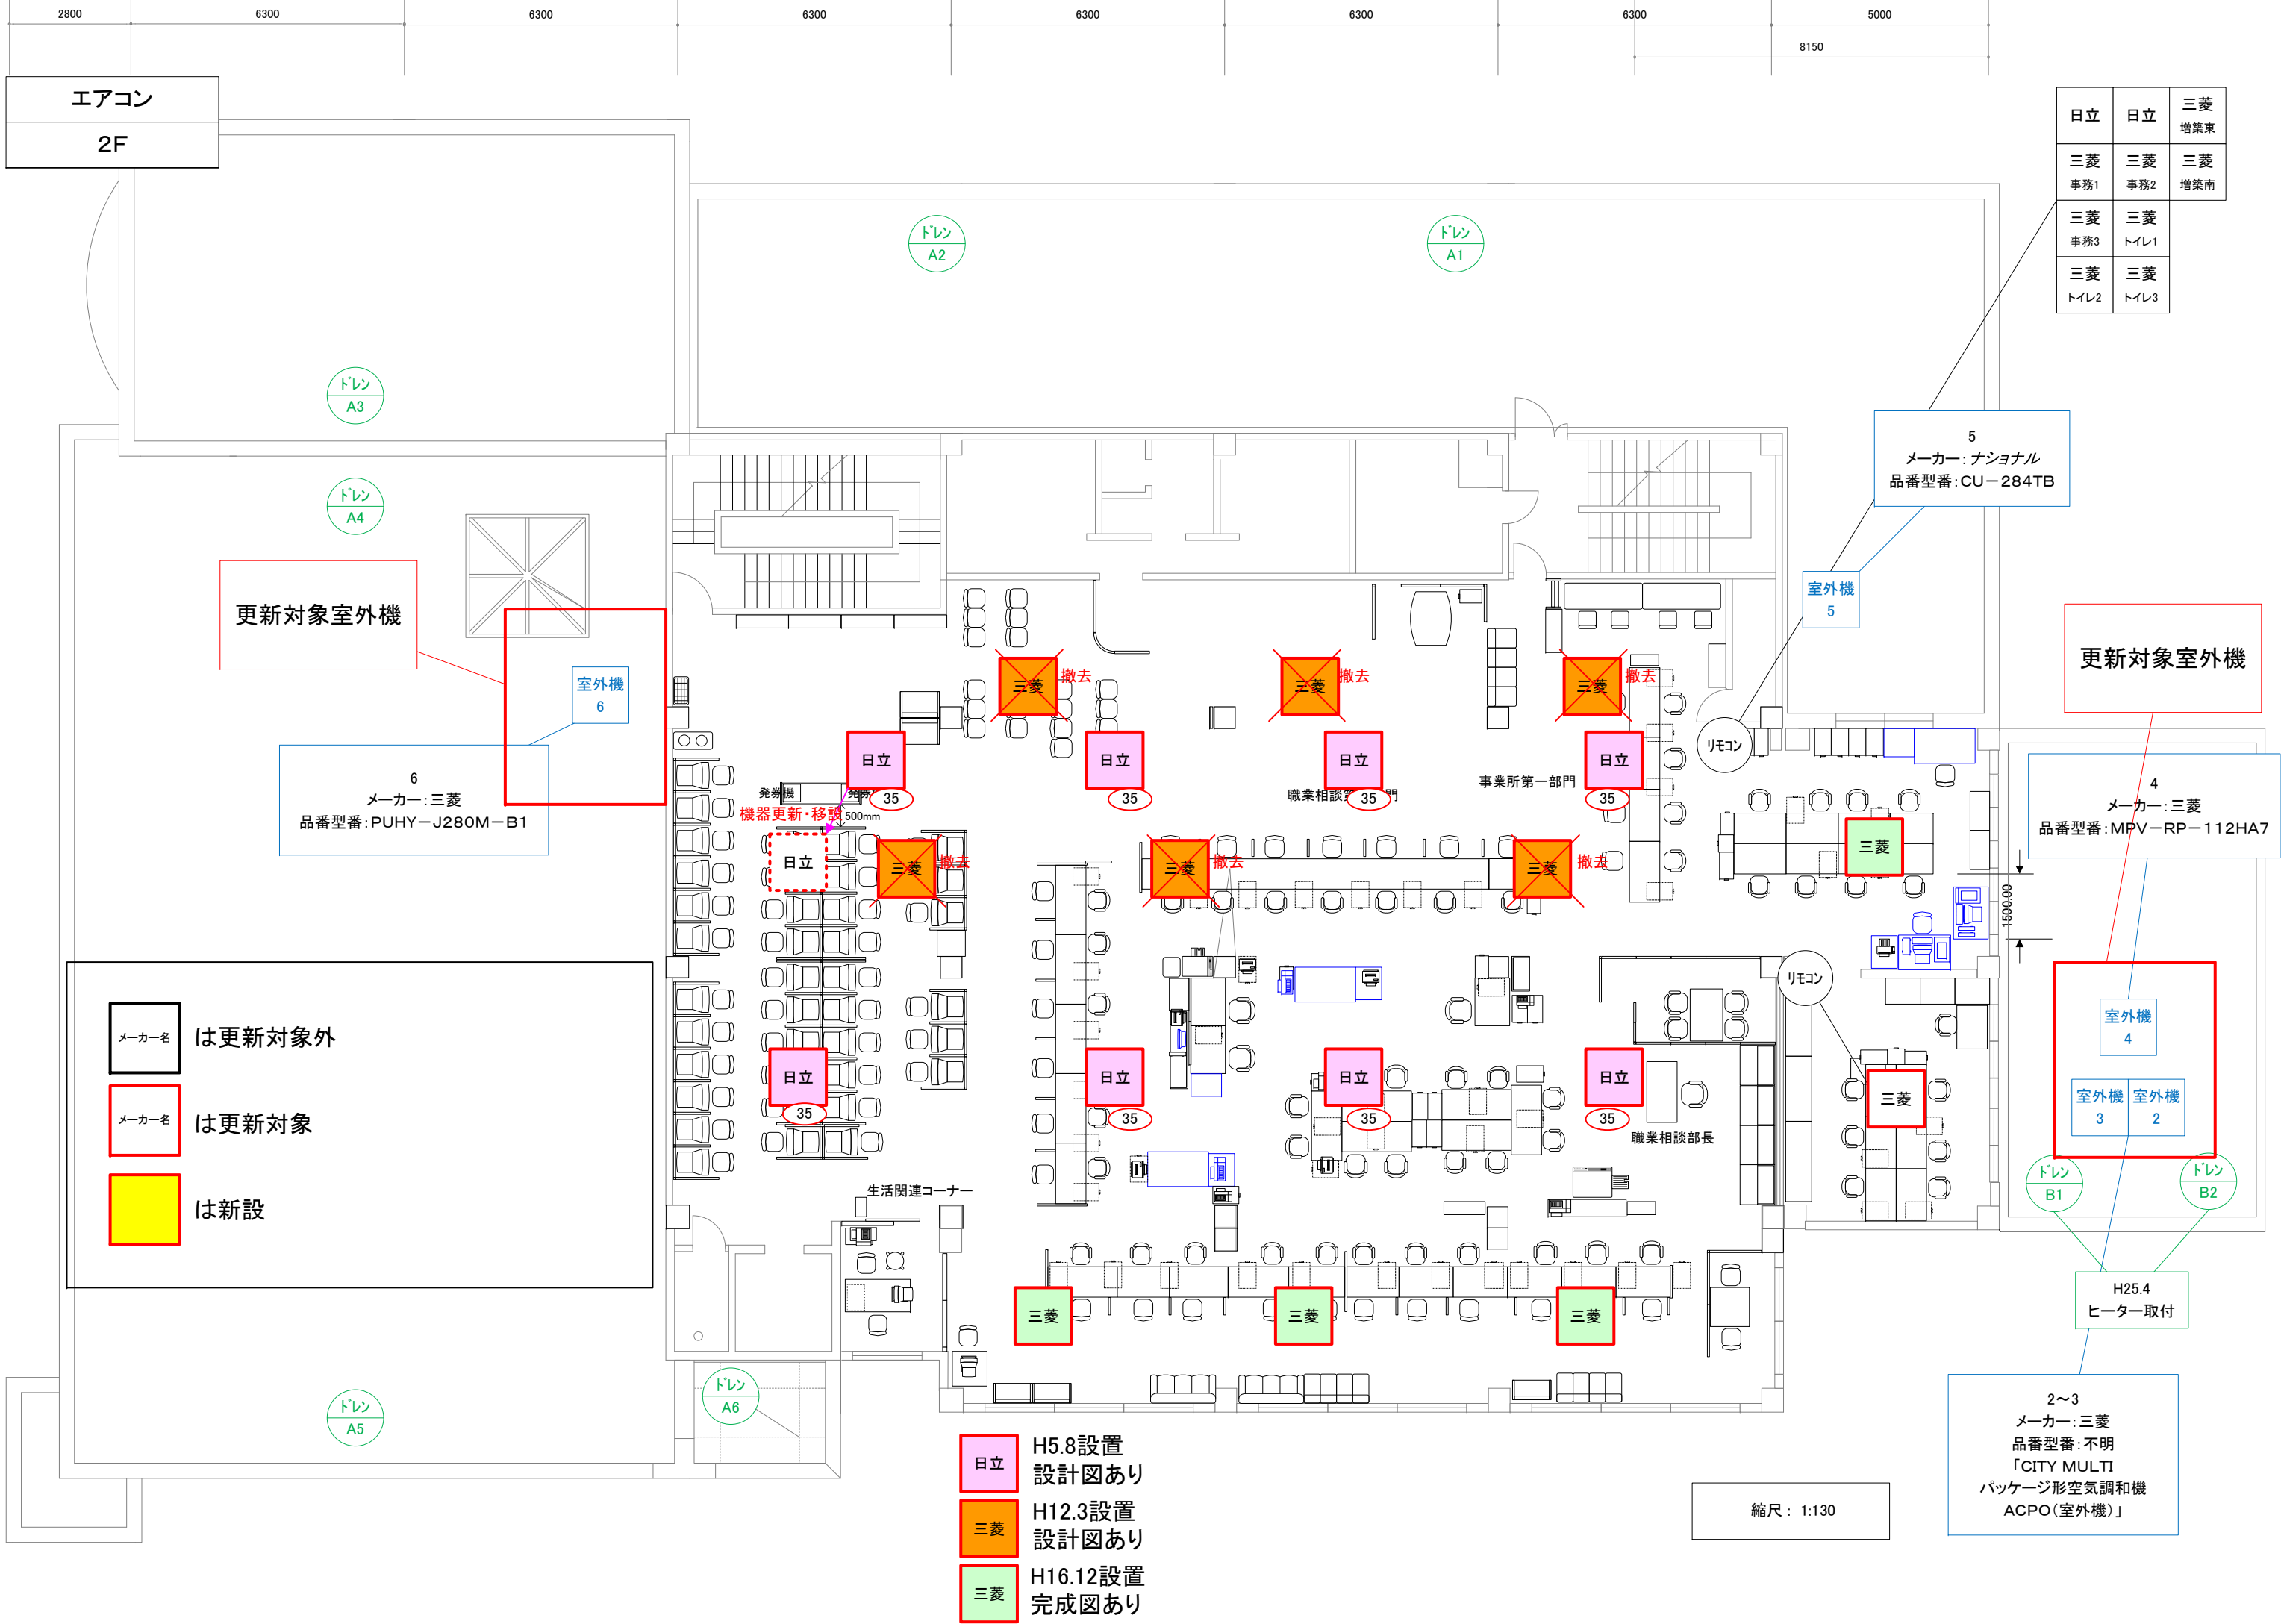 2800
6300
6300
6300
6300
6300
6300
5000
8150
エアコン
2F
日立
日立
三菱
増築東
三菱
事務1
三菱
事務2
三菱
増築南
三菱
事務3
三菱
トイレ1
三菱
トイレ2
三菱
トイレ3
ドレン
A2
ドレン
A1
ドレン
A3
ドレン
A4
5
メーカー:ナショナル
品番型番:CU-284TB
室外機
5
更新対象室外機
室外機
6
6
メーカー:三菱
品番型番:PUHY-J280M-B1
更新対象室外機
4
メーカー:三菱
品番型番:MPV-RP-112HA7
三菱
撤去
三菱
撤去
三菱
撤去
リモコン
日立
35
日立
35
日立
35
日立
35
発券機
機器更新・移設
500mm
事業所第一部門
日立
三菱
撤去
三菱
撤去
三菱
撤去
三菱
1500.00
リモコン
メーカー名
は更新対象外
メーカー名
は更新対象
は新設
日立
35
日立
35
日立
35
日立
35
三菱
職業相談部長
生活関連コーナー
室外機
4
室外機
3
室外機
2
ドレン
B1
ドレン
B2
H25.4
ヒーター取付
三菱
三菱
三菱
ドレン
A5
ドレン
A6
2~3
メーカー:三菱
品番型番:不明
「CITY MULTI
パッケージ形空気調和機
ACPO(室外機)」
日立
H5.8設置
設計図あり
三菱
H12.3設置
設計図あり
三菱
H16.12設置
完成図あり
縮尺: 1:130